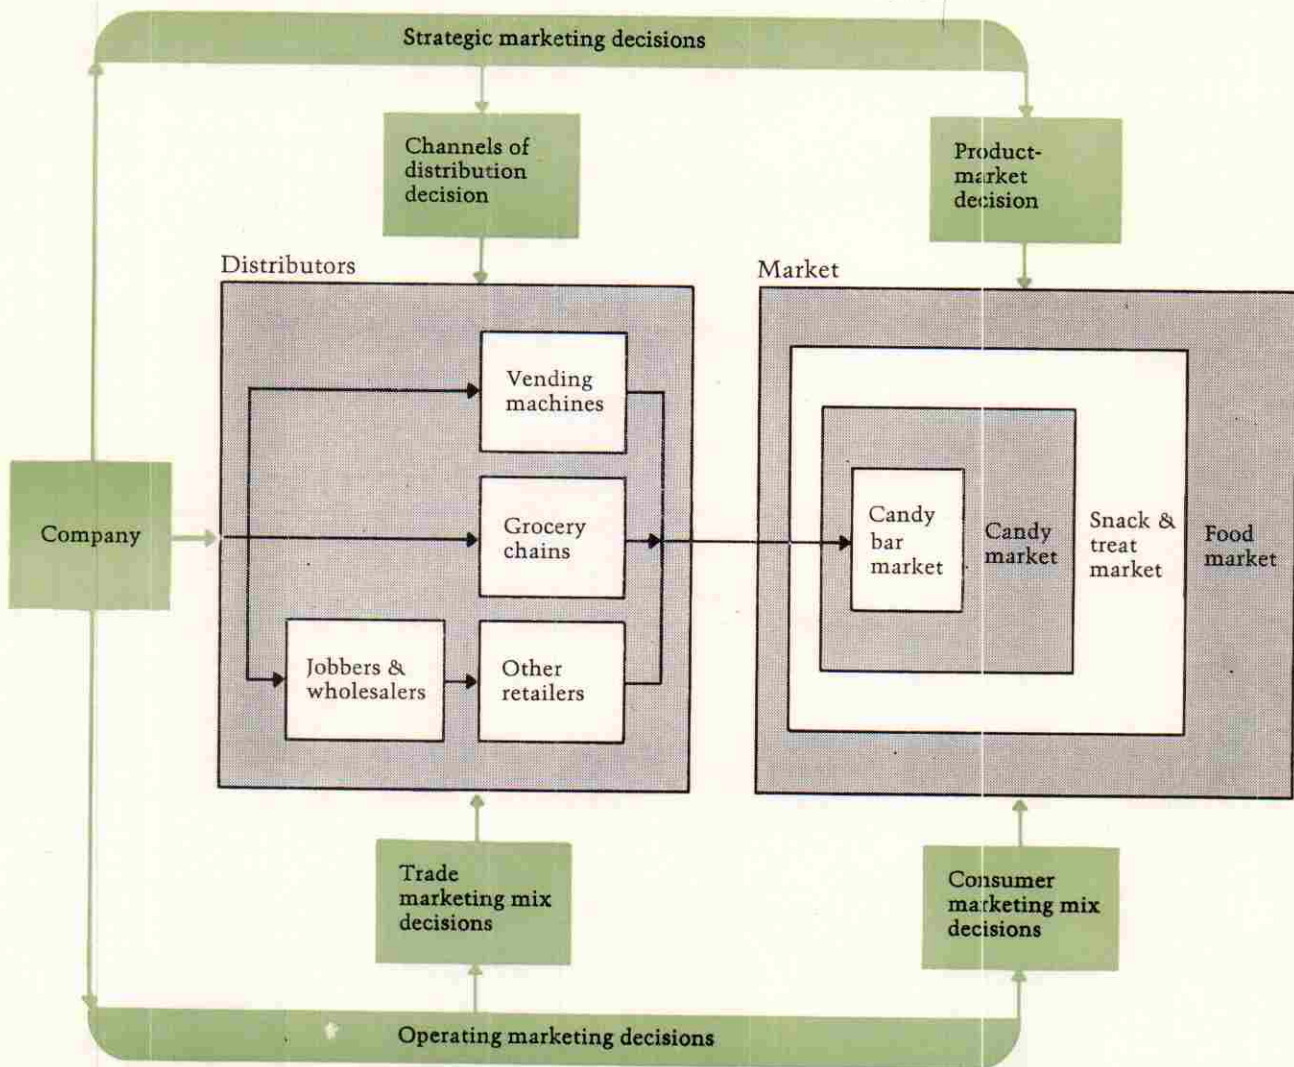 Strategic marketing decisions
Channels of
distribution
decision
Product-
market
decision
Distributors
Market
Vending
machines
Company
Grocery
chains
Candy
bar
market
Candy
market
Snack &
treat
market
Food
market
Jobbers &
wholesalers
Other
retailers
Trade
marketing mix
decisions
Consumer
marketing mix
decisions
Operating marketing decisions